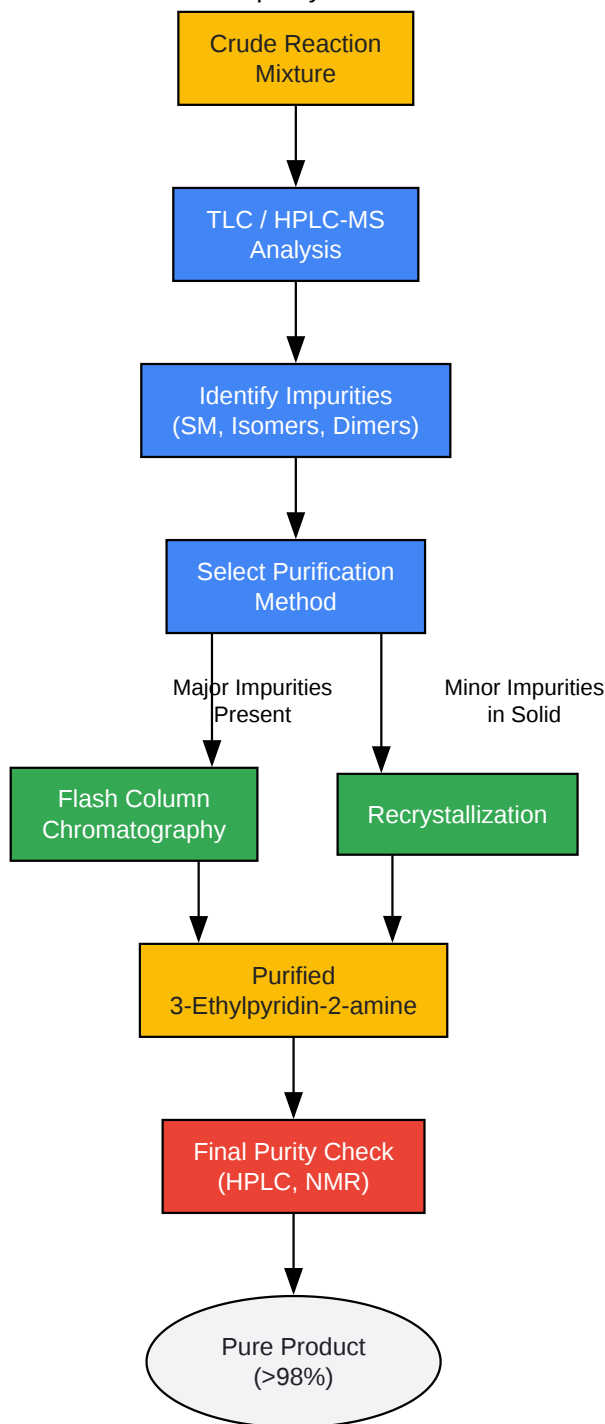 Crude Reaction
Mixture
TLC / HPLC-MS
Analysis
Identify Impurities
(SM, Isomers, Dimers)
Select Purification
Method
Major Impurities
Present
Minor Impurities
in Solid
Flash Column
Chromatography
Recrystallization
Purified
3-Ethylpyridin-2-amine
Final Purity Check
(HPLC, NMR)
Pure Product
(>98%)